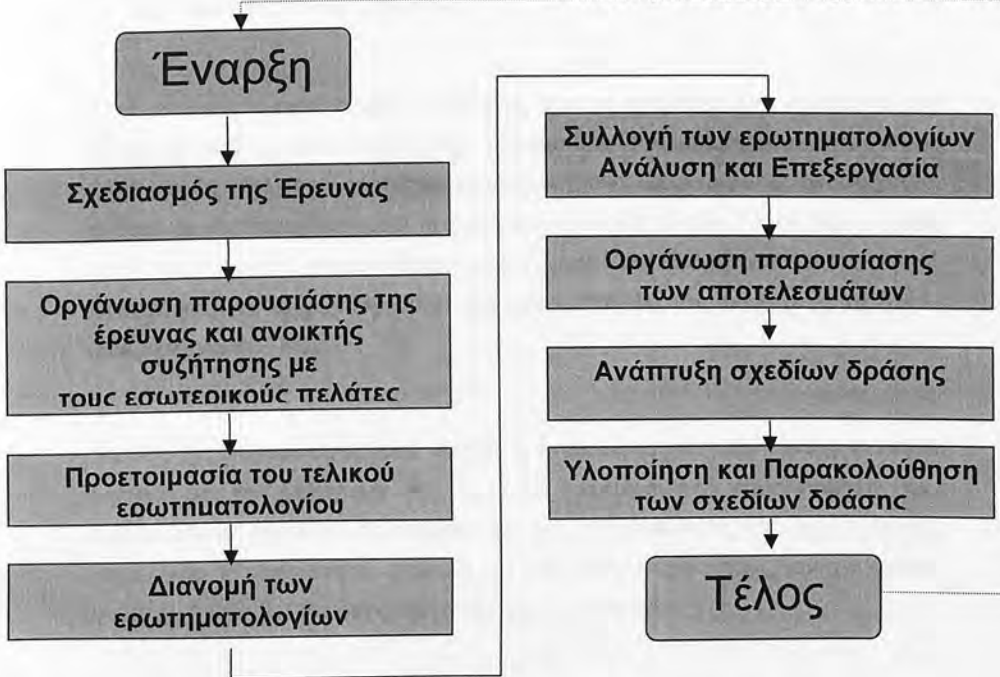 Έναρξη
Σχεδιασμός της Έρευνας
Οργάνωση παρουσιάσης της
έρευνας και ανοικτής
συζήτησης με
τους εσωτερικούς πελάτες
Προετοιμασία του τελικού
ερωτηματολογίου
Διανομή των
ερωτηματολογίων
Συλλογή των ερωτηματολογίων
Ανάλυση και Επεξεργασία
Οργάνωση παρουσίασης
των αποτελεσμάτων
Ανάπτυξη σχεδίων δράσης
Υλοποίηση και Παρακολούθηση
των σχεδίων δράσης
Τέλος